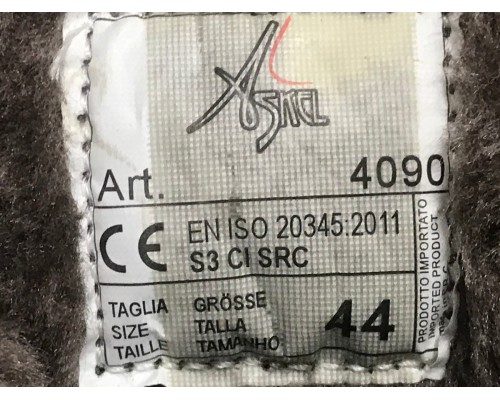 Askel
Art. 4090
CE EN ISO 20345:2011
S3 CI SRC
TAGLIA GRÖSSE
SIZE TALLA
TAILLE TAMANHO
44
PRODOTTO IMPORTATO
IMPORTED PRODUCT